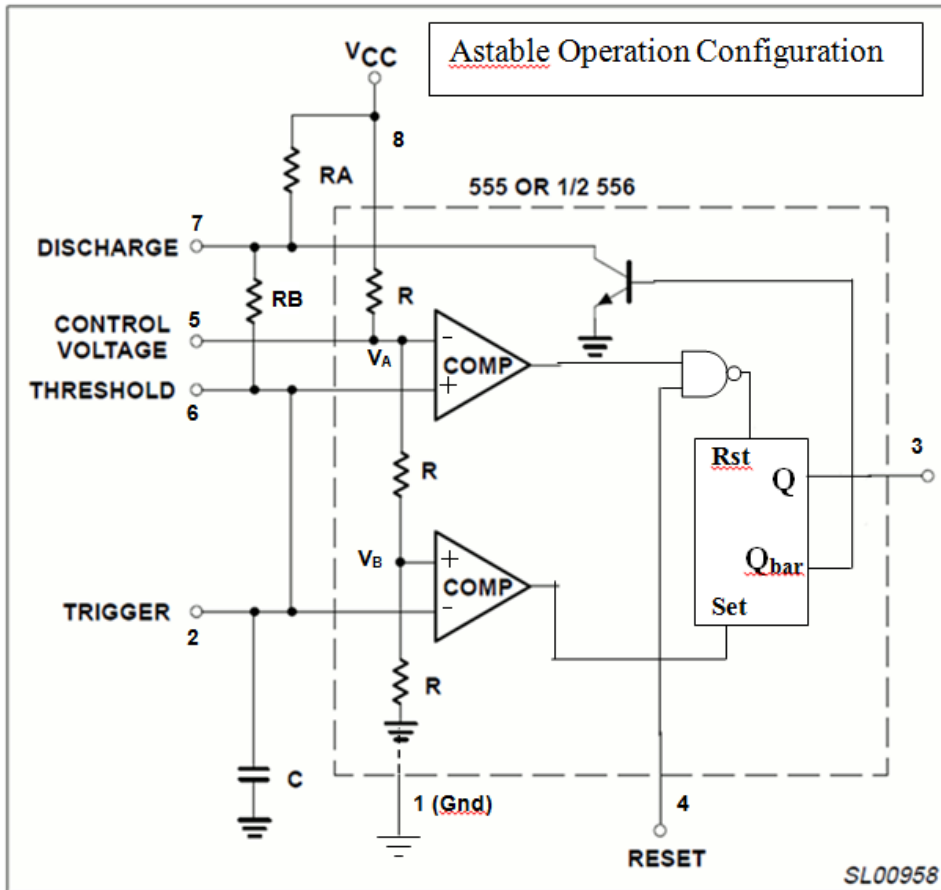 Astable Operation Configuration
VCC
8
RA
555 OR 1/2 556
7
DISCHARGE
RB
R
5
CONTROL
VOLTAGE
VA
-
COMP
+
THRESHOLD
6
Rst
3
Q
R
VB
+
COMP
-
Qbar
Set
TRIGGER
2
R
C
1 (Gnd)
4
RESET
SL00958